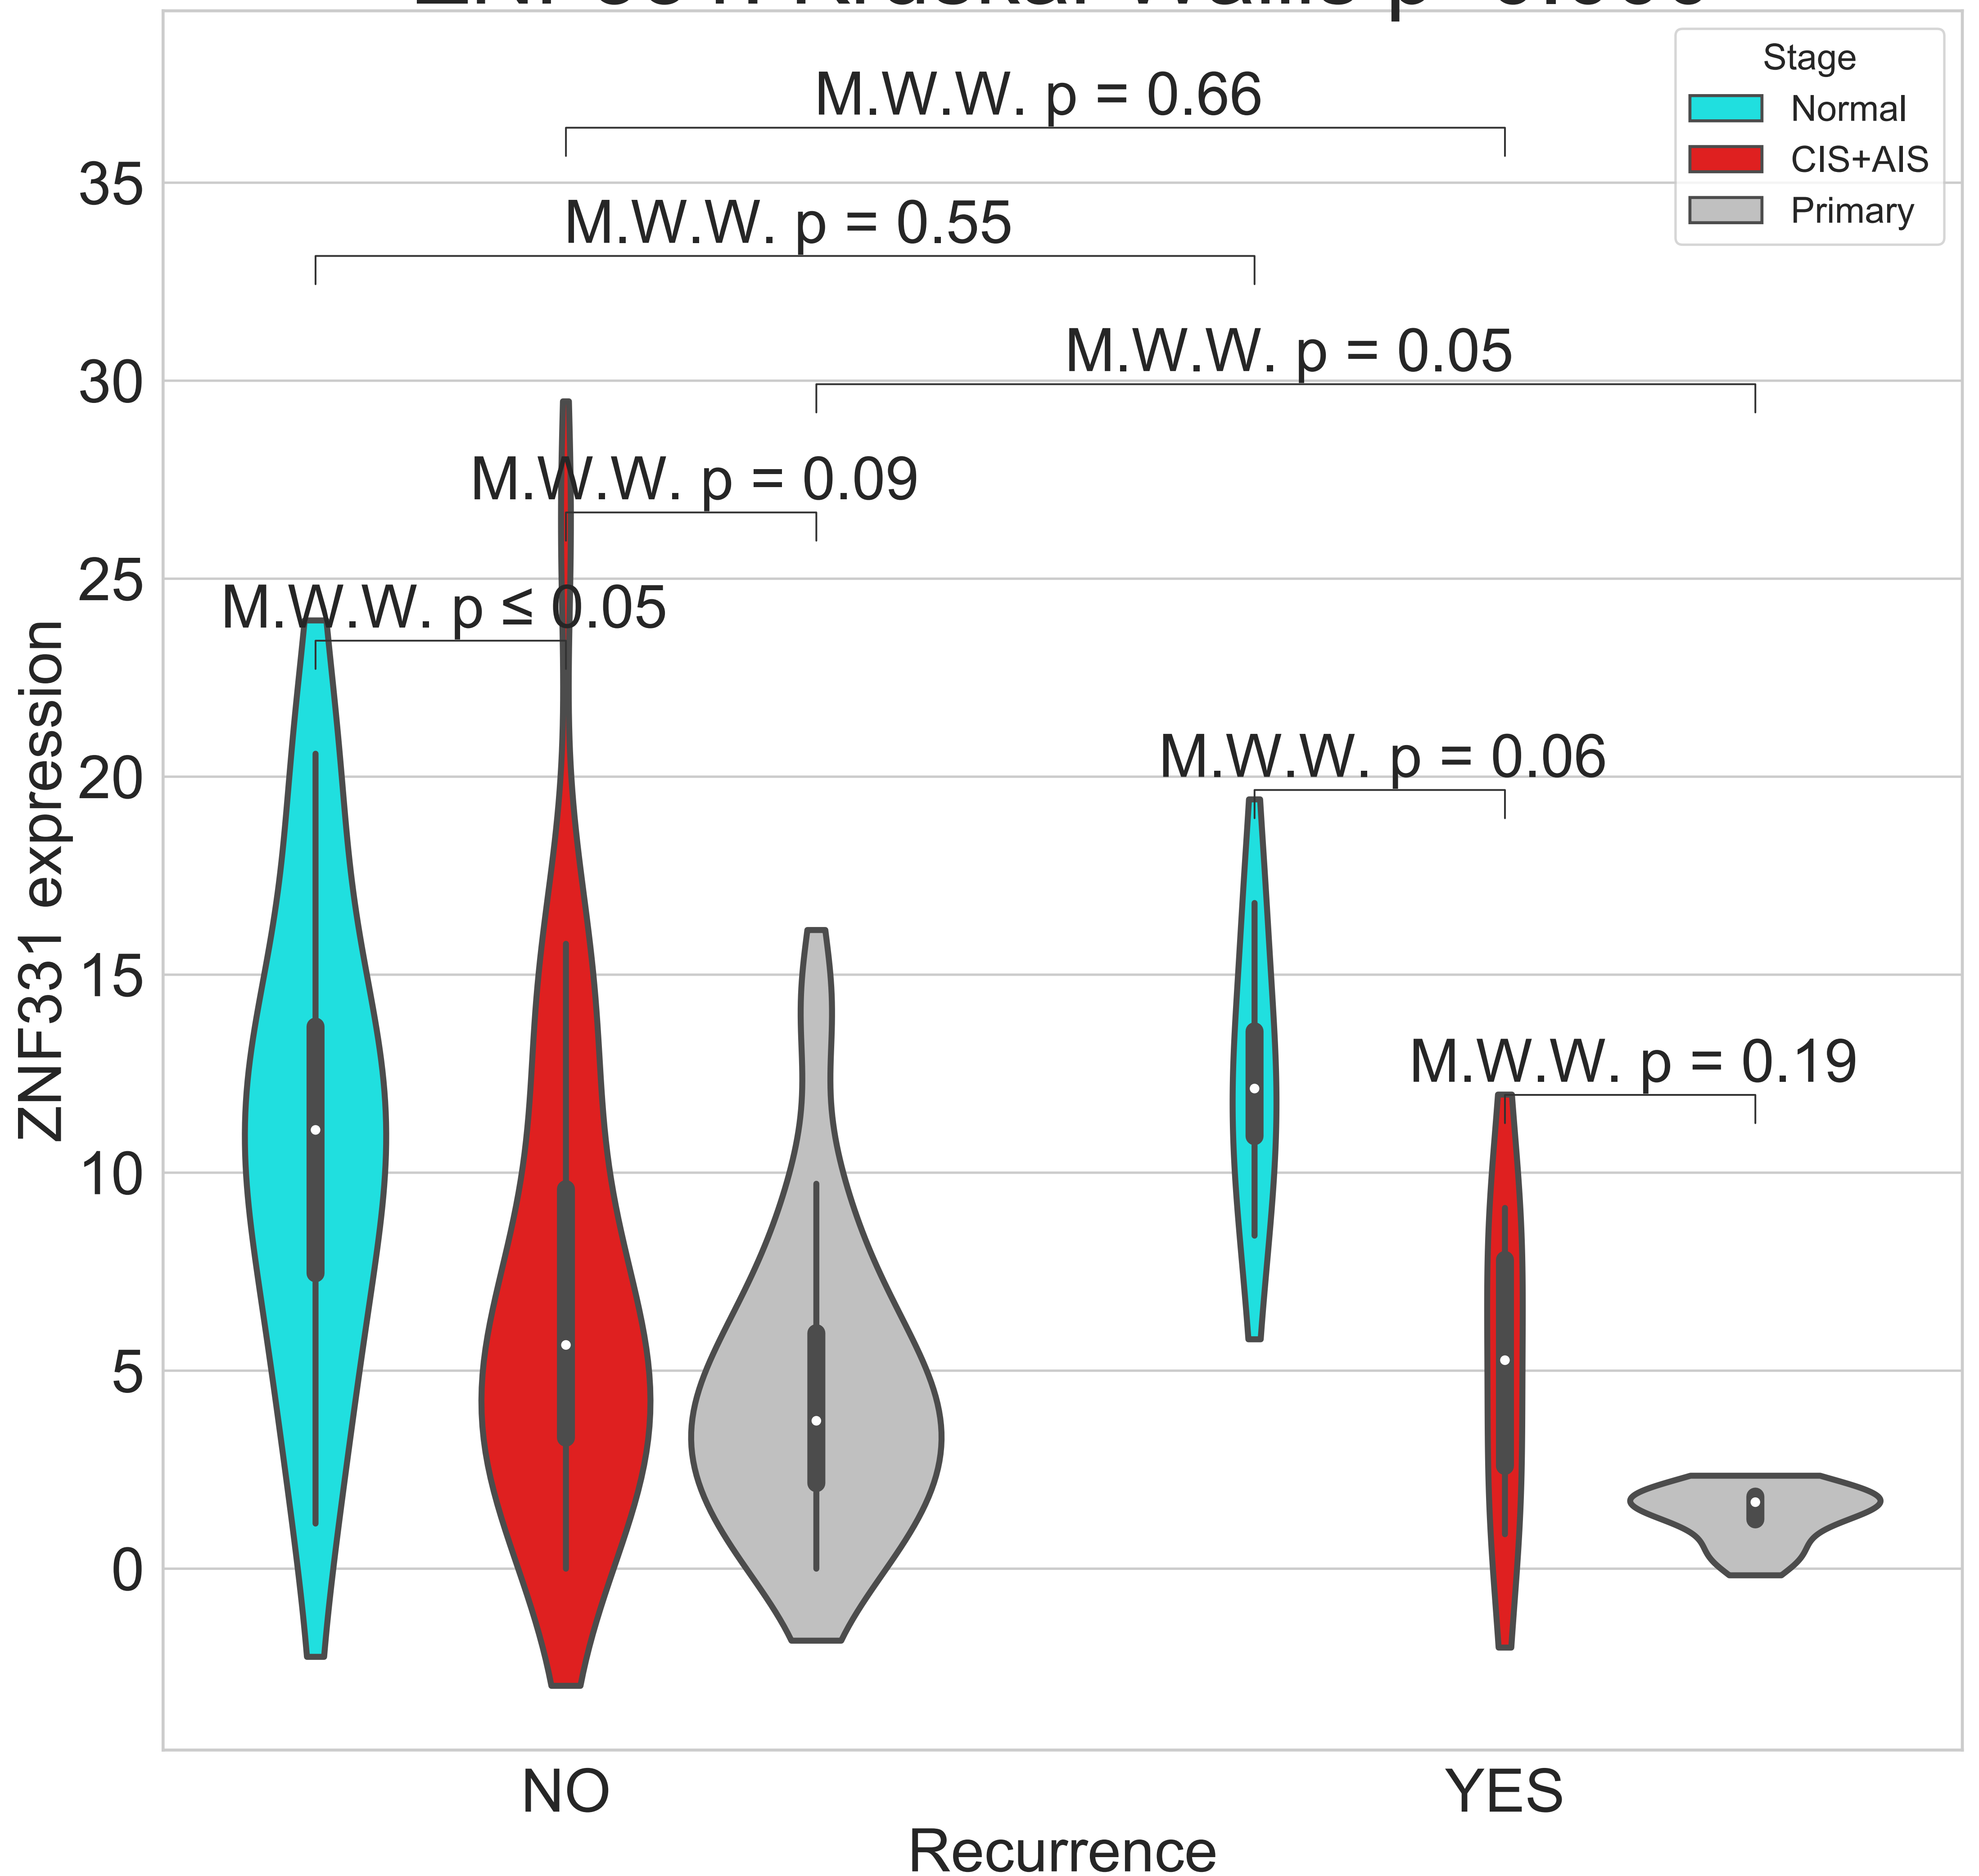 Stage
Normal
CIS+AIS
Primary
M.W.W. p = 0.66
35
M.W.W. p = 0.55
M.W.W. p = 0.05
30
M.W.W. p = 0.09
25
M.W.W. p ≤ 0.05
M.W.W. p = 0.06
20
15
M.W.W. p = 0.19
10
5
0
ZNF331 expression
NO
YES
Recurrence